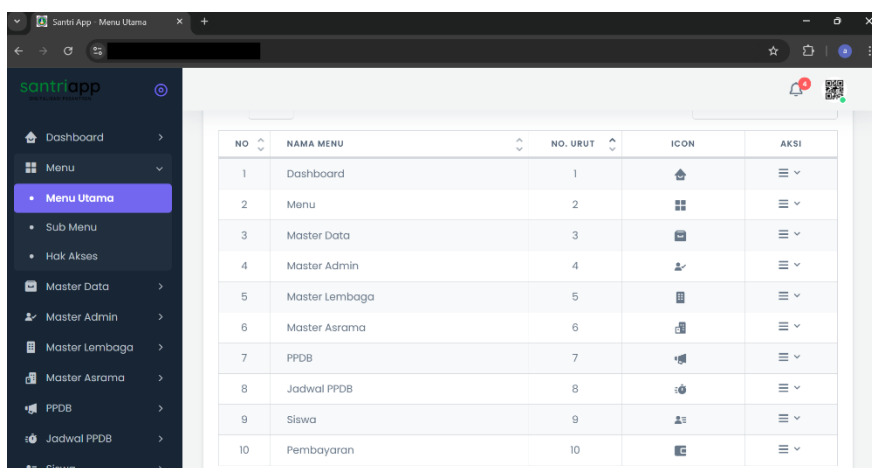 Santri App - Menu Utama
santriapp
4
a
Dashboard
Menu
Menu Utama
Sub Menu
Hak Akses
Master Data
Master Admin
Master Lembaga
Master Asrama
PPDB
Jadwal PPDB
Siswa
NO NAMA MENU NO. URUT ICON AKSI
1 Dashboard 1
2 Menu 2
3 Master Data 3
4 Master Admin 4
5 Master Lembaga 5
6 Master Asrama 6
7 PPDB 7
8 Jadwal PPDB 8
9 Siswa 9
10 Pembayaran 10